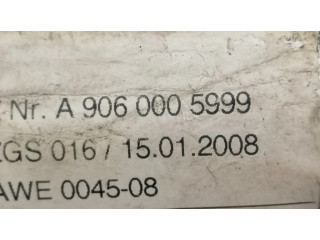 Nr. A 906 000 5999
ZGS 016 / 15.01.2008
AWE 0045-08